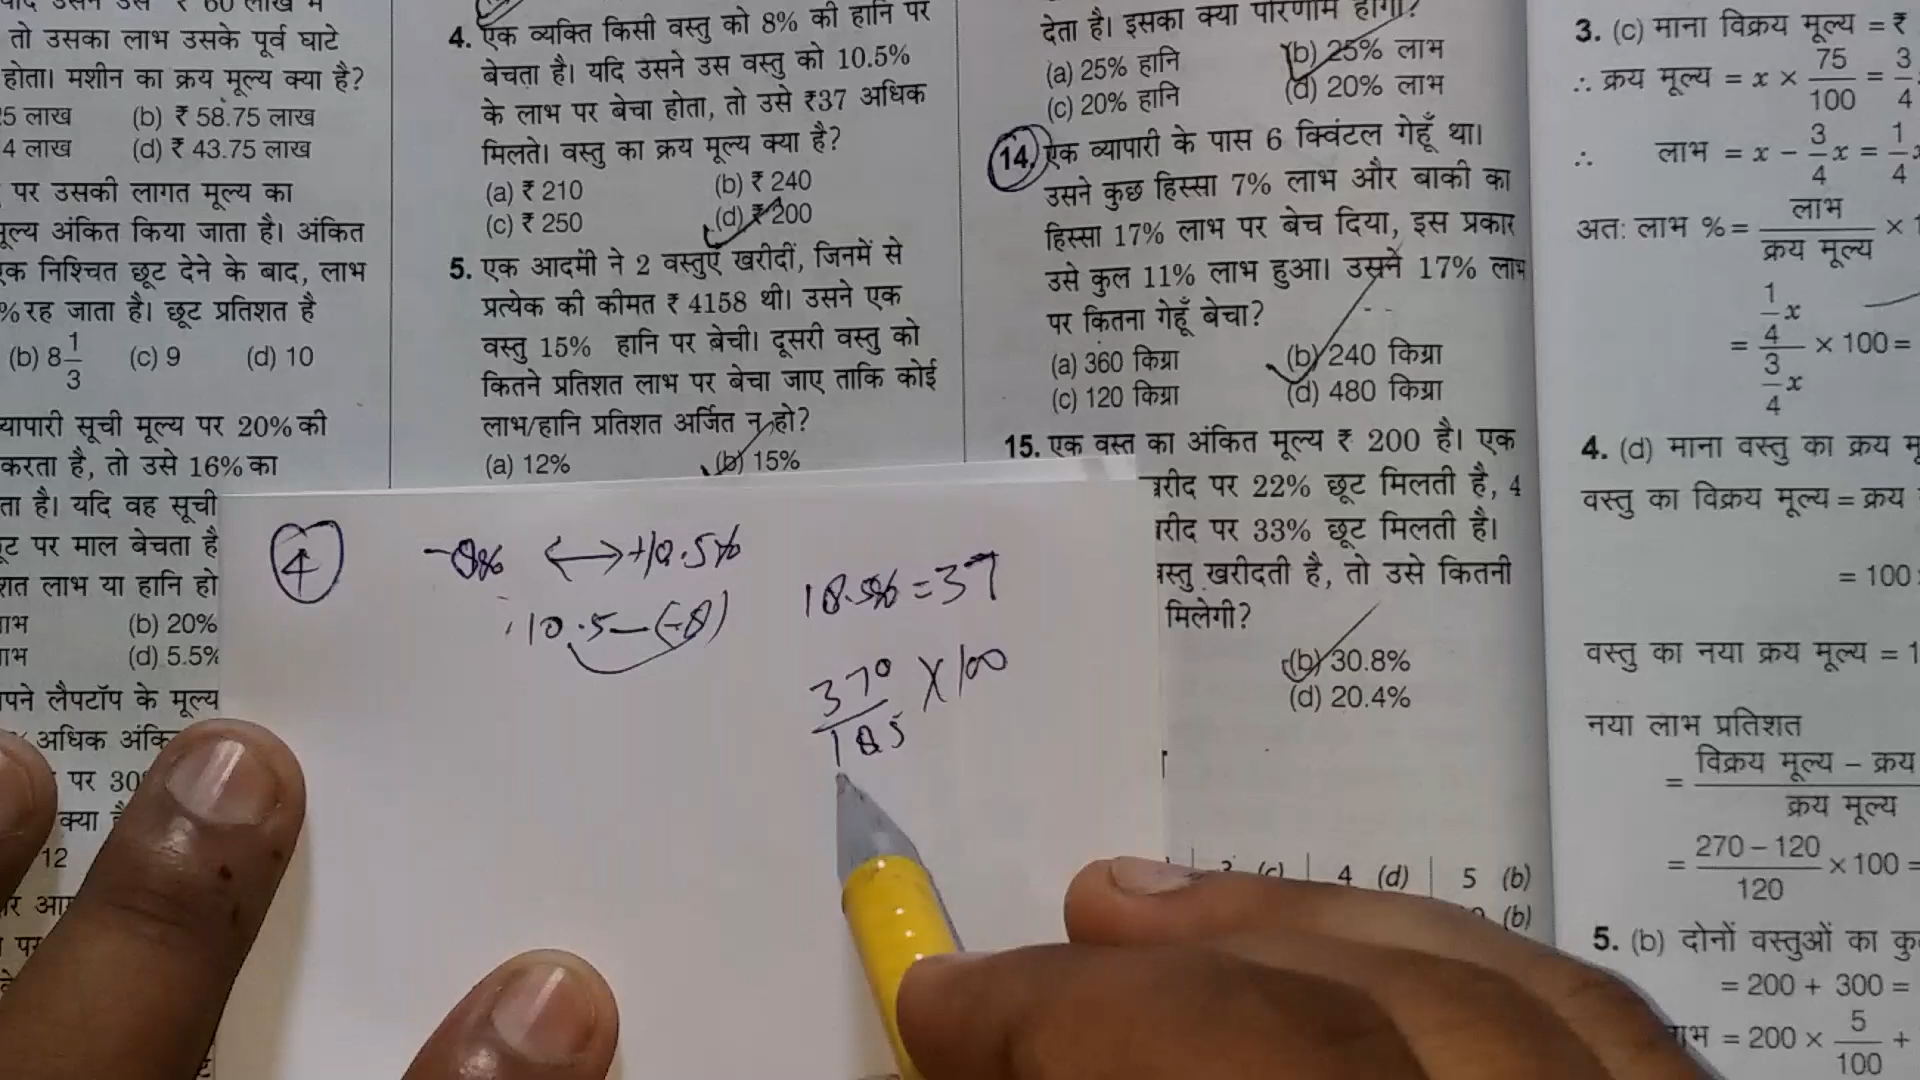 तो उसका लाभ उसके पूर्व घाटे
होता। मशीन का क्रय मूल्य क्या है?
5 लाख (b) ₹ 58.75 लाख
4 लाख (d) ₹ 43.75 लाख
पर उसकी लागत मूल्य का
मूल्य अंकित किया जाता है। अंकित
एक निश्चित छूट देने के बाद, लाभ
% रह जाता है। छूट प्रतिशत है
(b) 8 1/3 (c) 9 (d) 10
व्यापारी सूची मूल्य पर 20% की
करता है, तो उसे 16% का
ता है। यदि वह सूची
पर माल बेचता है
लाभ या हानि हो
(b) 20%
(d) 5.5%
लैपटॉप के मूल्य
अधिक
पर 30
क्या
12
पर
4. एक व्यक्ति किसी वस्तु को 8% की हानि पर
बेचता है। यदि उसने उस वस्तु को 10.5%
के लाभ पर बेचा होता, तो उसे ₹37 अधिक
मिलते। वस्तु का क्रय मूल्य क्या है?
(a) ₹ 210 (b) ₹ 240
(c) ₹ 250 (d) ₹ 200
5. एक आदमी ने 2 वस्तुएँ खरीदीं, जिनमें से
प्रत्येक की कीमत ₹ 4158 थी। उसने एक
वस्तु 15% हानि पर बेची। दूसरी वस्तु को
कितने प्रतिशत लाभ पर बेचा जाए ताकि कोई
लाभ/हानि प्रतिशत अर्जित न हो?
(a) 12% (b) 15%
4 -8% ↔ +10.5%
10.5-(-8)
18.5% = 37
370/185 × 100
देता है। इसका क्या परिणाम होगा?
(a) 25% हानि (b) 25% लाभ
(c) 20% हानि (d) 20% लाभ
14. एक व्यापारी के पास 6 क्विंटल गेहूँ था।
उसने कुछ हिस्सा 7% लाभ और बाकी का
हिस्सा 17% लाभ पर बेच दिया, इस प्रकार
उसे कुल 11% लाभ हुआ। उसने 17% लाभ
पर कितना गेहूँ बेचा?
(a) 360 किग्रा (b) 240 किग्रा
(c) 120 किग्रा (d) 480 किग्रा
15. एक वस्तु का अंकित मूल्य ₹ 200 है। एक
खरीद पर 22% छूट मिलती है, 4
खरीद पर 33% छूट मिलती है।
वस्तु खरीदती है, तो उसे कितनी
मिलेगी?
(b) 30.8%
(d) 20.4%
3 (c) 4 (d) 5 (b)
(b)
3. (c) माना विक्रय मूल्य = ₹
∴ क्रय मूल्य = x × 75/100 = 3/4
∴ लाभ = x - 3/4 x = 1/4
अतः लाभ % = लाभ/क्रय मूल्य ×
= 1/4 x / 3/4 x × 100 =
4. (d) माना वस्तु का क्रय
वस्तु का विक्रय मूल्य = क्रय
= 100
वस्तु का नया क्रय मूल्य = 1
नया लाभ प्रतिशत
= विक्रय मूल्य – क्रय / क्रय मूल्य
= 270 – 120 / 120 × 100 =
5. (b) दोनों वस्तुओं का
= 200 + 300 =
= 200 × 5/100 +